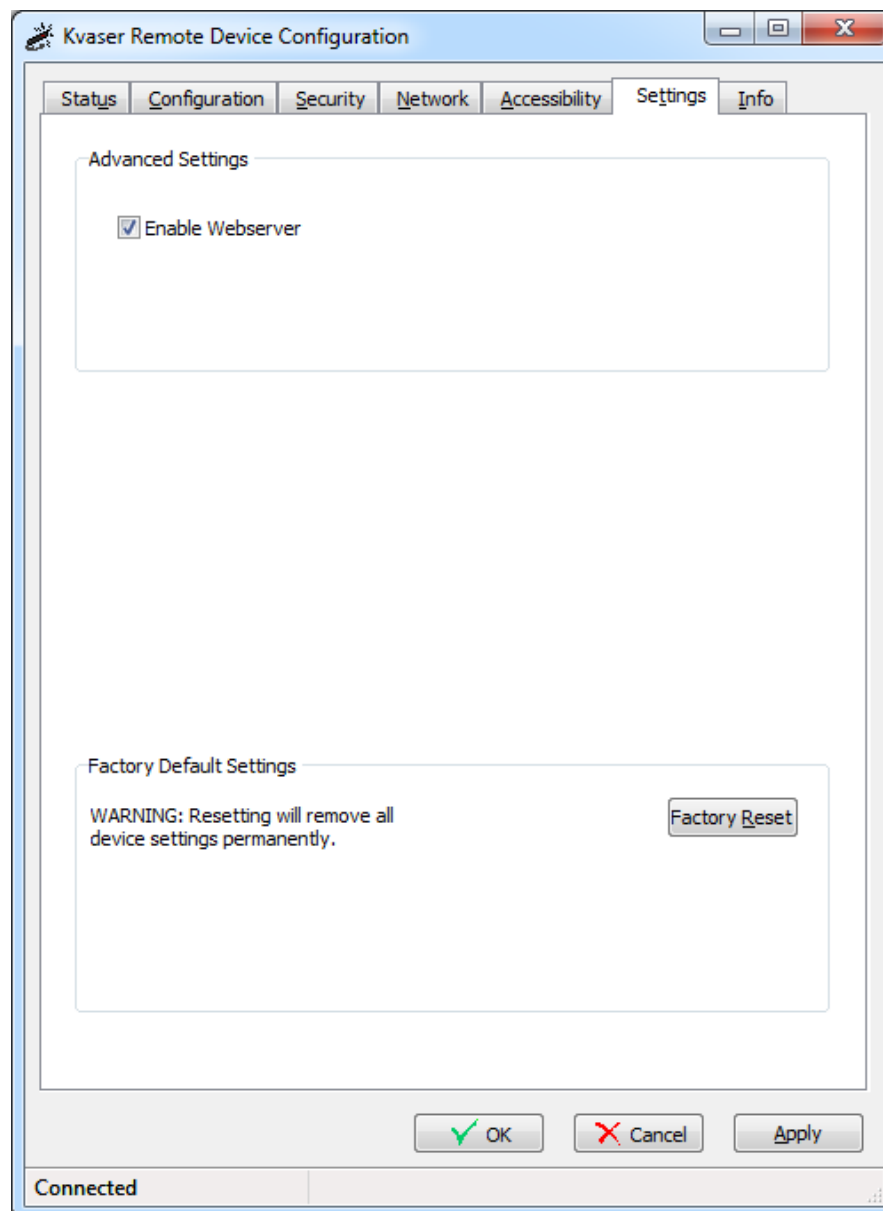 Kvaser Remote Device Configuration
Status Configuration Security Network Accessibility Settings Info
Advanced Settings
Enable Webserver
Factory Default Settings
WARNING: Resetting will remove all
device settings permanently.
Factory Reset
OK Cancel Apply
Connected